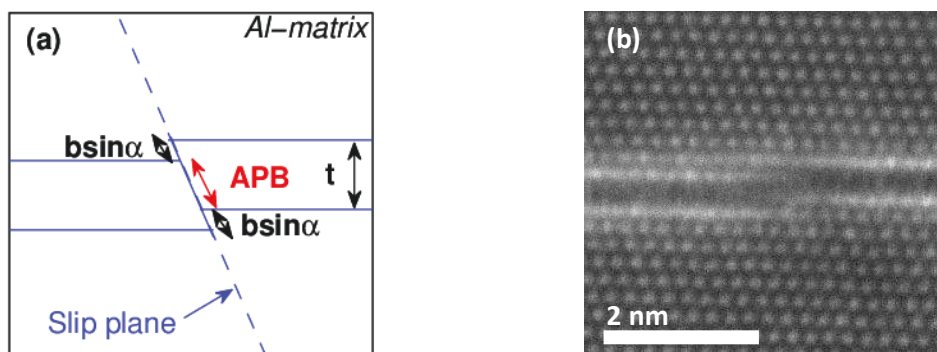 (a)
Al-matrix
bsinα
APB
t
bsinα
Slip plane
(b)
2 nm